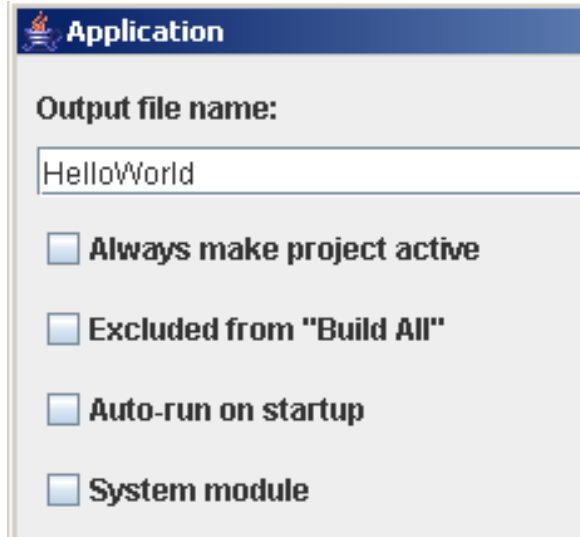 Application
Output file name:
HelloWorld
Always make project active
Excluded from "Build All"
Auto-run on startup
System module